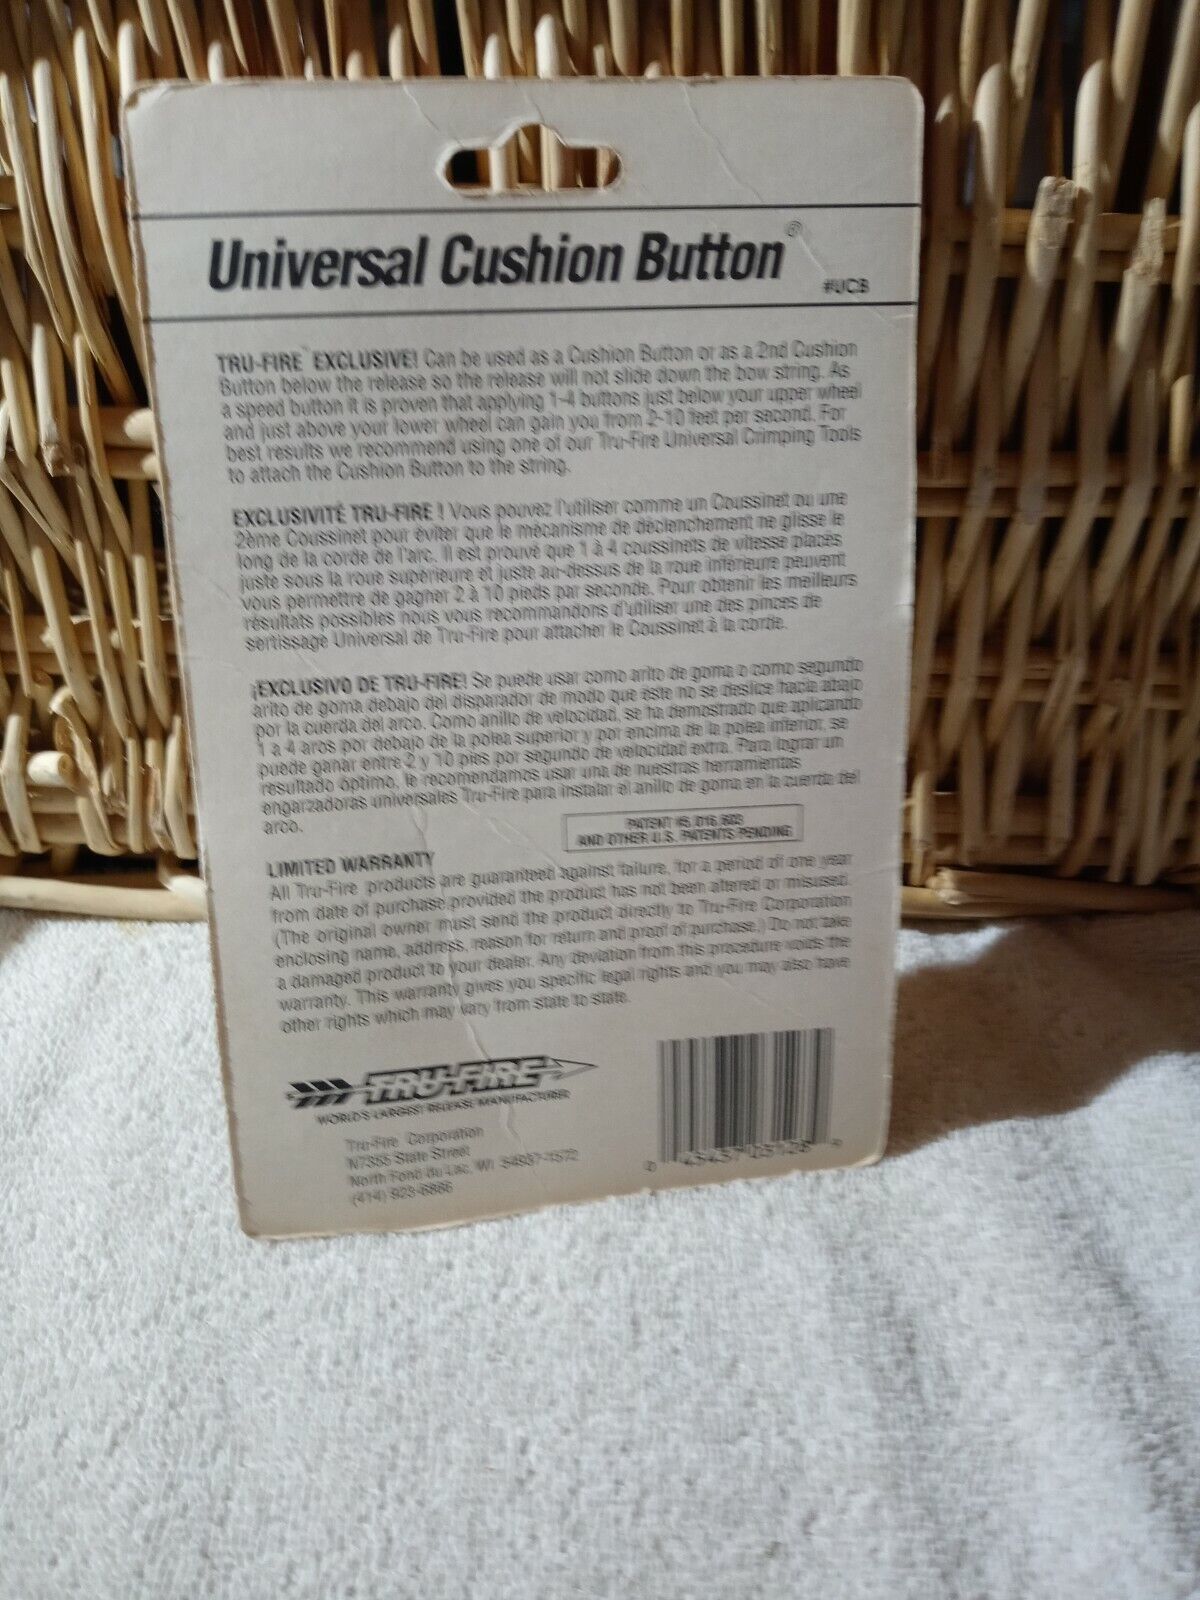 Universal Cushion Button®
#UCB
TRU-FIRE™ EXCLUSIVE! Can be used as a Cushion Button or as a 2nd Cushion
Button below the release so the release will not slide down the bow string. As
a speed button it is proven that applying 1-4 buttons just below your upper wheel
and just above your lower wheel can gain you from 2-10 feet per second. For
best results we recommend using one of our Tru-Fire Universal Crimping Tools
to attach the Cushion Button to the string.
EXCLUSIVITÉ TRU-FIRE ! Vous pouvez l'utiliser comme un Coussinet ou une
2ème Coussinet pour éviter que le mécanisme de déclenchement ne glisse le
long de la corde de l'arc. Il est prouvé que 1 à 4 coussinets de vitesse placés
juste sous la roue supérieure et juste au-dessus de la roue inférieure peuvent
vous permettre de gagner 2 à 10 pieds par seconde. Pour obtenir les meilleurs
résultats possibles nous vous recommandons d'utiliser une des pinces de
sertissage Universal de Tru-Fire pour attacher le Coussinet à la corde.
¡EXCLUSIVO DE TRU-FIRE! Se puede usar como arito de goma o como segundo
arito de goma debajo del disparador de modo que éste no se deslice hacia abajo
por la cuerda del arco. Como anillo de velocidad, se ha demostrado que aplicando
1 a 4 aros por debajo de la polea superior y por encima de la polea inferior, se
puede ganar entre 2 y 10 pies por segundo de velocidad extra. Para lograr un
resultado óptimo, le recomendamos usar una de nuestras herramientas
engarzadoras universales Tru-Fire para instalar el anillo de goma en la cuerda del
arco.
PATENT #5,016,603
AND OTHER U.S. PATENTS PENDING
LIMITED WARRANTY
All Tru-Fire products are guaranteed against failure, for a period of one year
from date of purchase provided the product has not been altered or misused.
(The original owner must send the product directly to Tru-Fire Corporation
enclosing name, address, reason for return and proof of purchase.) Do not take
a damaged product to your dealer. Any deviation from this procedure voids the
warranty. This warranty gives you specific legal rights and you may also have
other rights which may vary from state to state.
TRU-FIRE
WORLD'S LARGEST RELEASE MANUFACTURER
Tru-Fire Corporation
N7355 State Street
North Fond du Lac, WI 54937-1572
(414) 923-6866